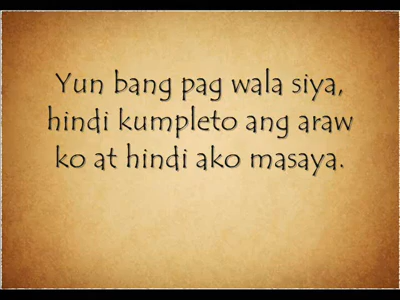 Yun bang pag wala siya,
hindi kumpleto ang araw
ko at hindi ako masaya.